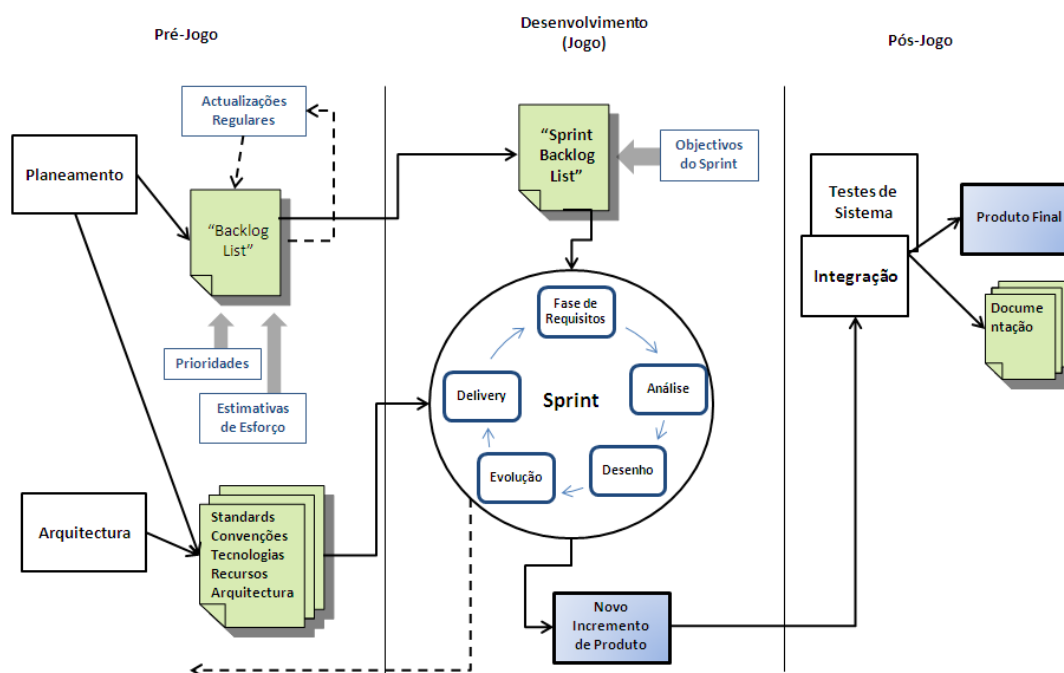 Pré-Jogo
Desenvolvimento
(Jogo)
Pós-Jogo
Actualizações
Regulares
Planeamento
“Backlog
List”
Prioridades
Estimativas
de Esforço
Arquitectura
Standards
Convenções
Tecnologias
Recursos
Arquitectura
“Sprint
Backlog
List”
Objectivos
do Sprint
Fase de
Requisitos
Análise
Desenho
Evolução
Delivery
Sprint
Novo
Incremento
de Produto
Testes de
Sistema
Integração
Produto Final
Docume
ntação